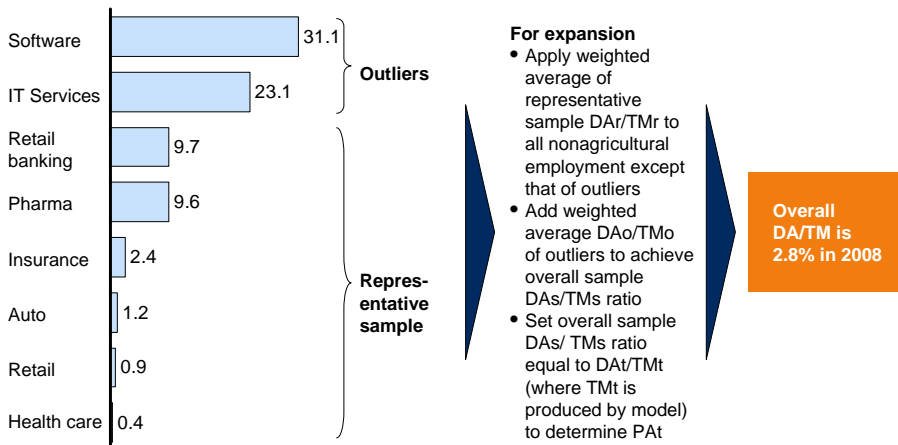 Software
31.1
IT Services
23.1
Outliers
Retail
banking
9.7
Pharma
9.6
Insurance
2.4
Auto
1.2
Retail
0.9
Health care
0.4
Repres-
entative
sample
For expansion
• Apply weighted
average of
representative
sample DAr/TMr to
all nonagricultural
employment except
that of outliers
• Add weighted
average DAo/TMo
of outliers to achieve
overall sample
DAs/TMs ratio
• Set overall sample
DAs/ TMs ratio
equal to DAt/TMt
(where TMt is
produced by model)
to determine PAt
Overall
DA/TM is
2.8% in 2008